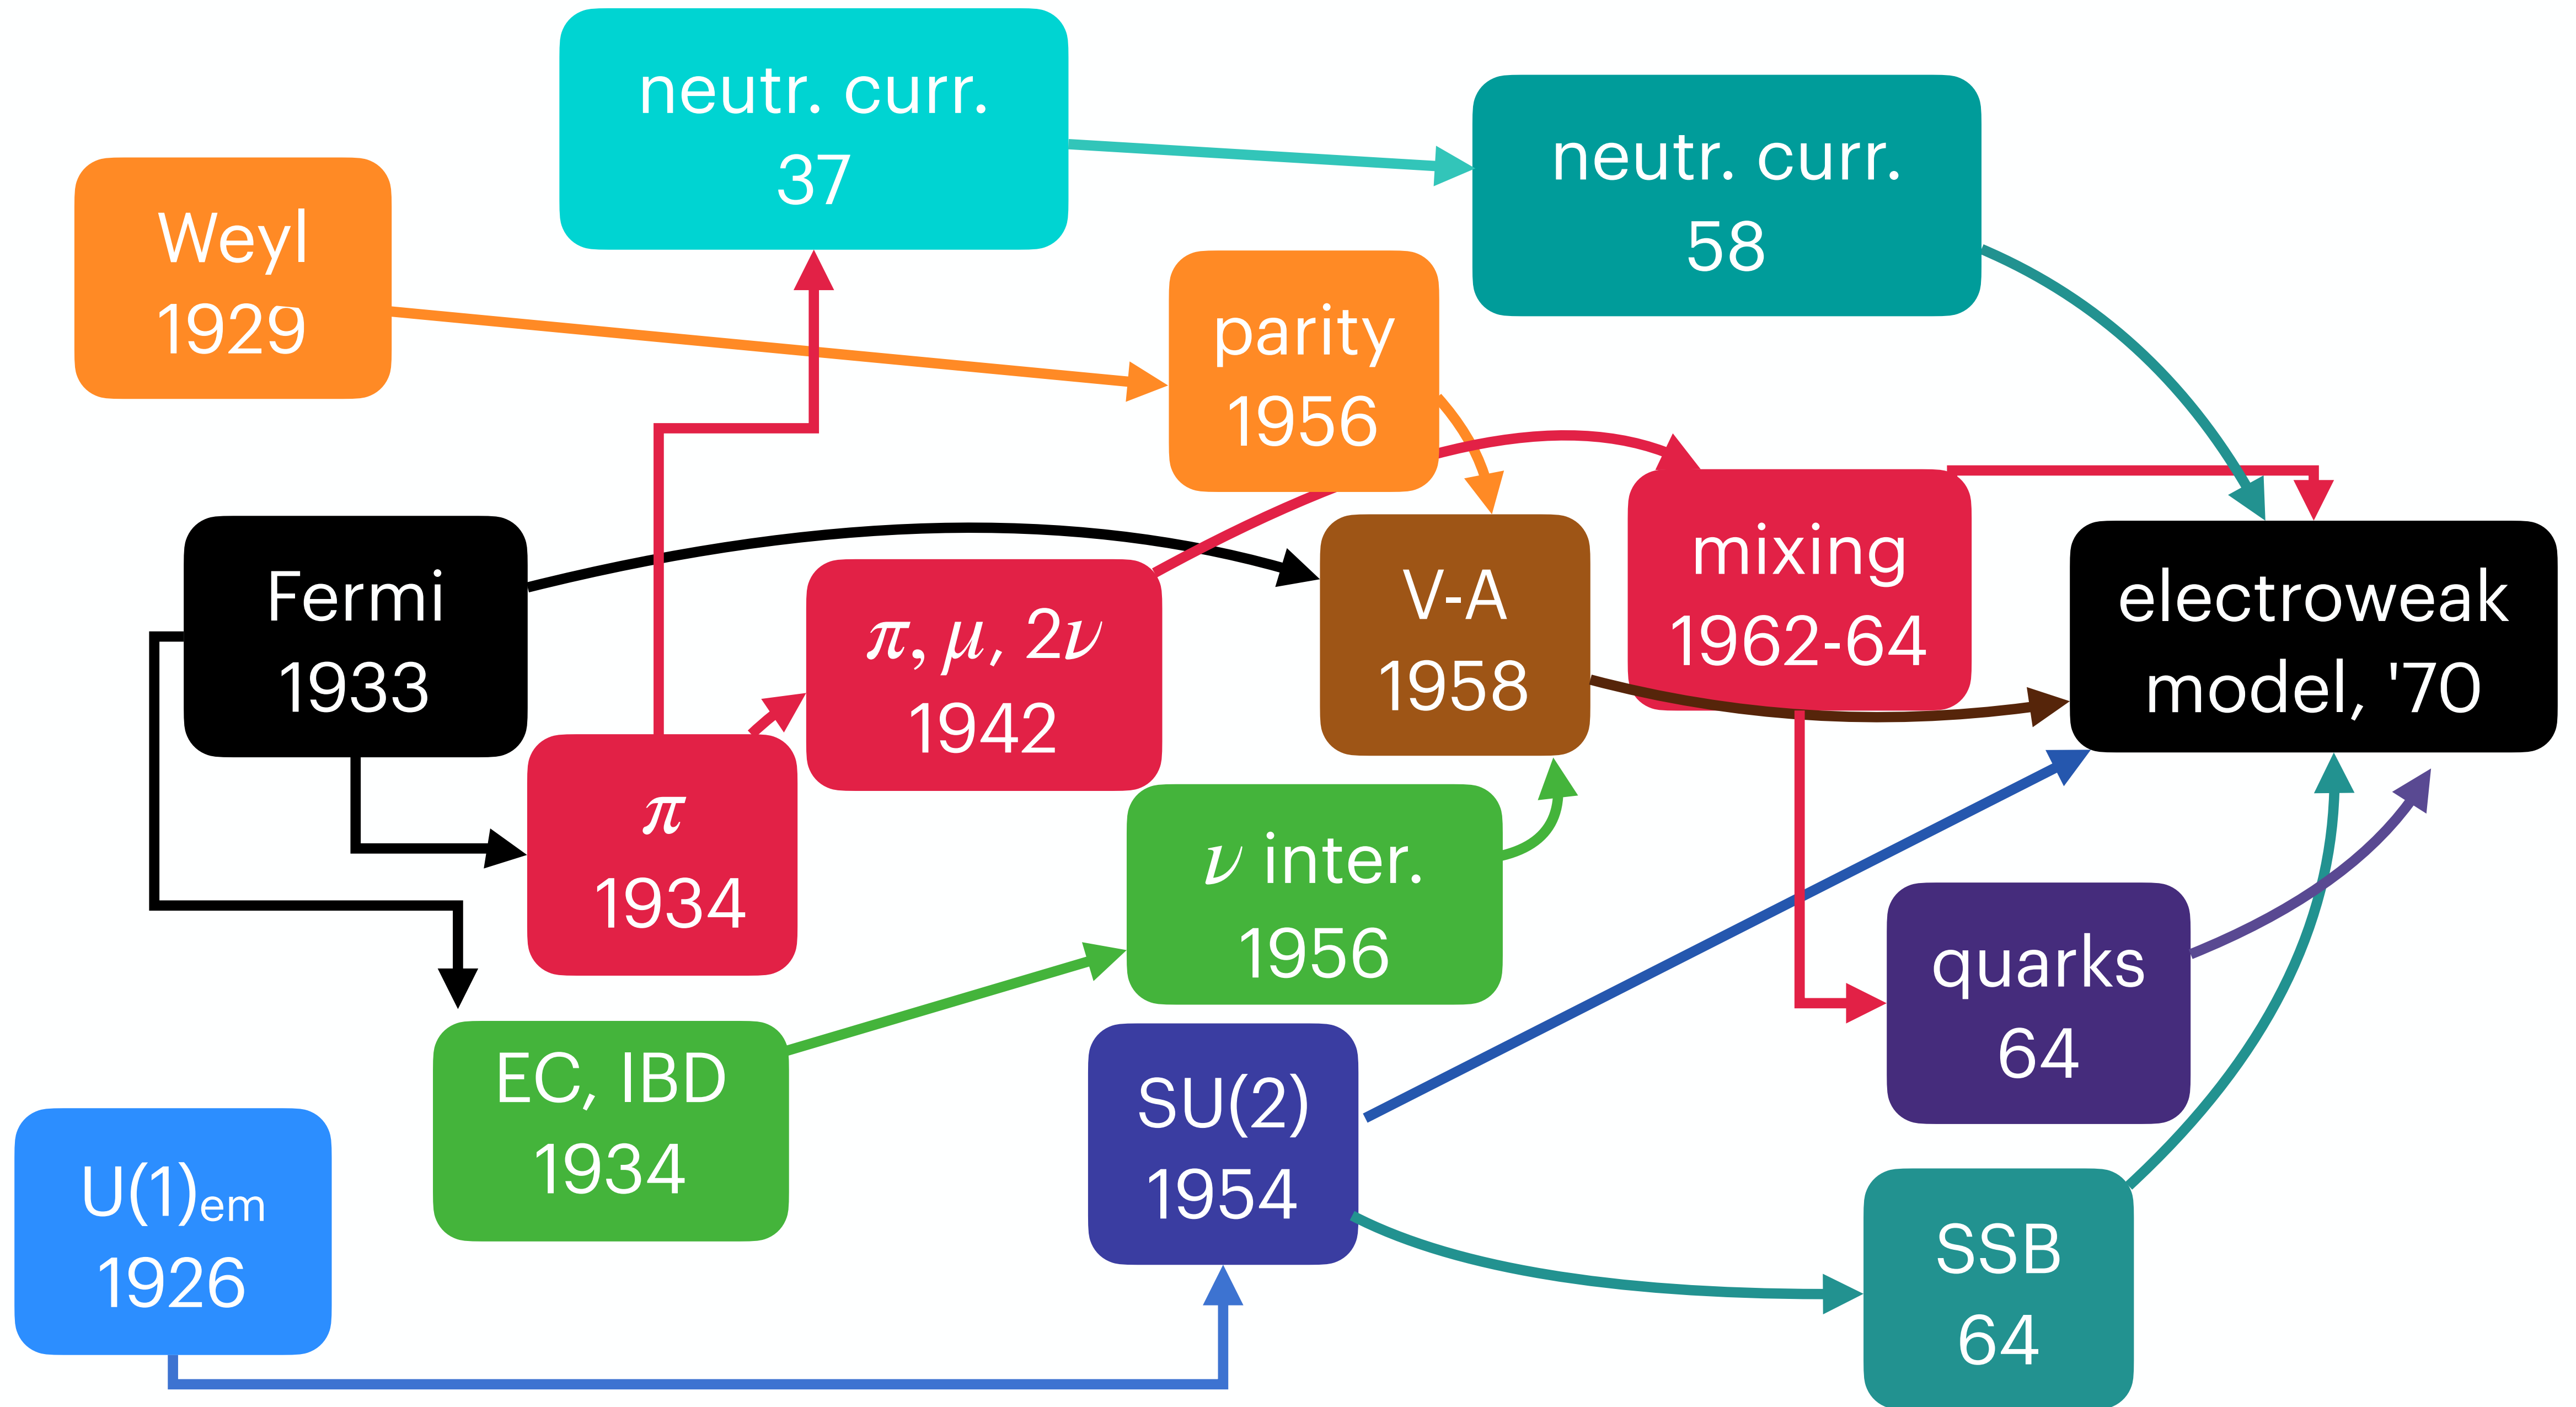 neutr. curr.
37
neutr. curr.
58
Weyl
1929
parity
1956
Fermi
1933
π, μ, 2ν
1942
V-A
1958
mixing
1962-64
electroweak
model, '70
π
1934
ν inter.
1956
quarks
64
EC, IBD
1934
SU(2)
1954
U(1)em
1926
SSB
64